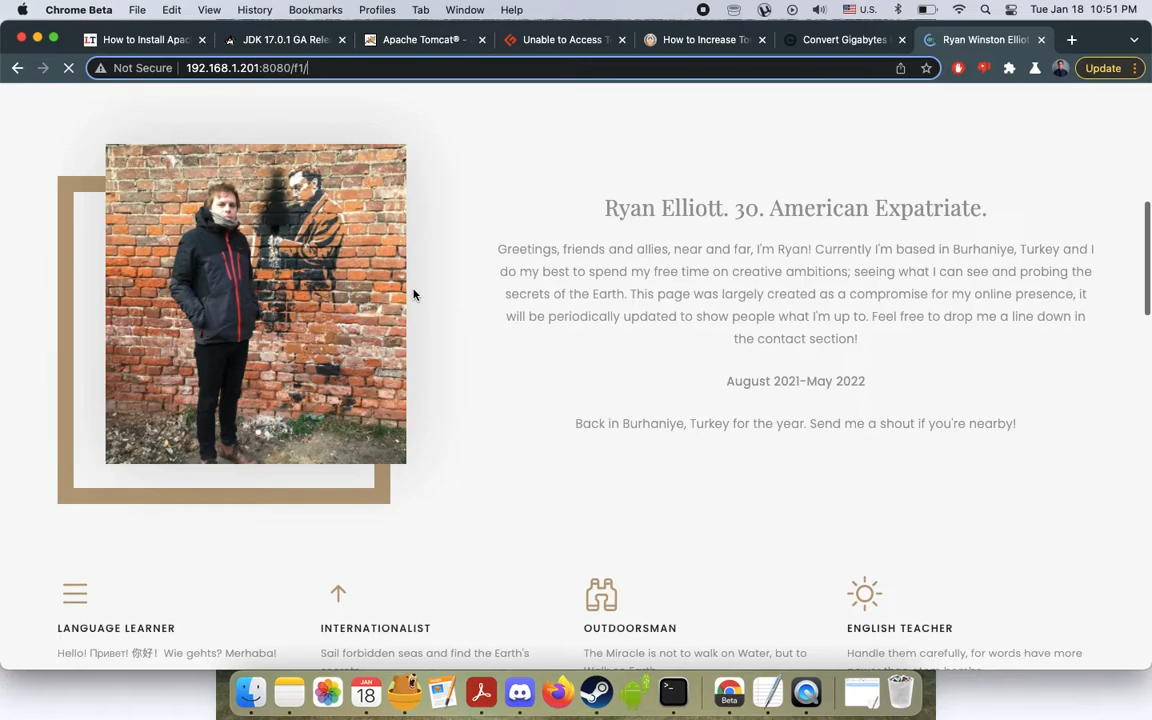 Chrome Beta File Edit View History Bookmarks Profiles Tab Window Help U.S. Tue Jan 18 10:51 PM
How to Install Apac JDK 17.0.1 GA Rele Apache Tomcat® - Unable to Access T How to Increase To Convert Gigabytes Ryan Winston Elliot
Not Secure 192.168.1.201:8080/f1/ Update
Ryan Elliott. 30. American Expatriate.
Greetings, friends and allies, near and far, I'm Ryan! Currently I'm based in Burhaniye, Turkey and I
do my best to spend my free time on creative ambitions; seeing what I can see and probing the
secrets of the Earth. This page was largely created as a compromise for my online presence, it
will be periodically updated to show people what I'm up to. Feel free to drop me a line down in
the contact section!
August 2021-May 2022
Back in Burhaniye, Turkey for the year. Send me a shout if you're nearby!
LANGUAGE LEARNER INTERNATIONALIST OUTDOORSMAN ENGLISH TEACHER
Hello! Привет! 你好! Wie gehts? Merhaba! Sail forbidden seas and find the Earth's The Miracle is not to walk on Water, but to Handle them carefully, for words have more
JAN
18
Beta